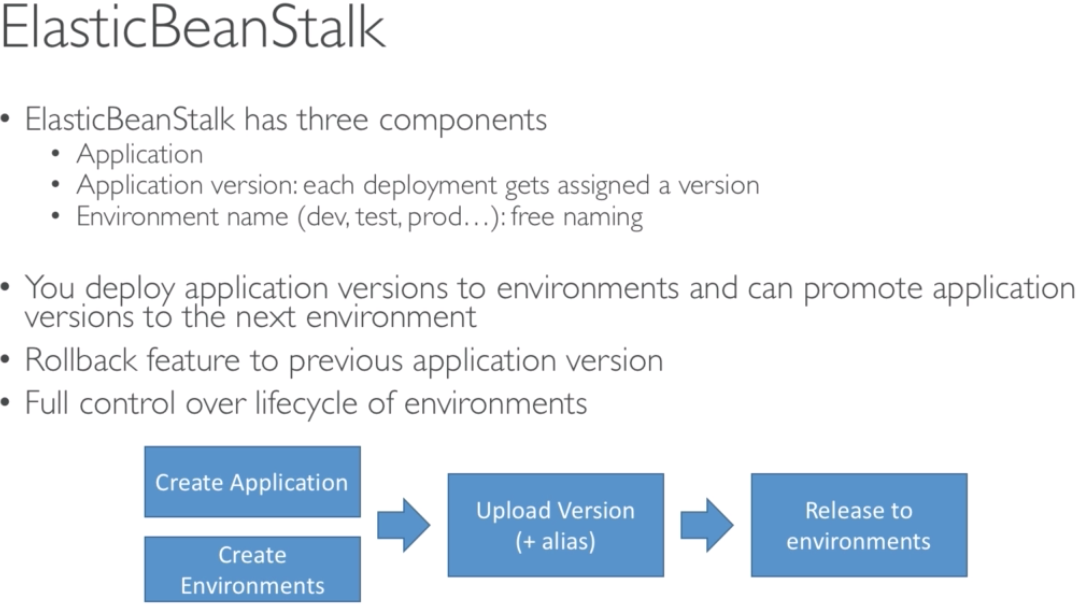 ElasticBeanStalk
• ElasticBeanStalk has three components
• Application
• Application version: each deployment gets assigned a version
• Environment name (dev, test, prod…): free naming
• You deploy application versions to environments and can promote application
versions to the next environment
• Rollback feature to previous application version
• Full control over lifecycle of environments
Create Application
Create
Environments
Upload Version
(+ alias)
Release to
environments